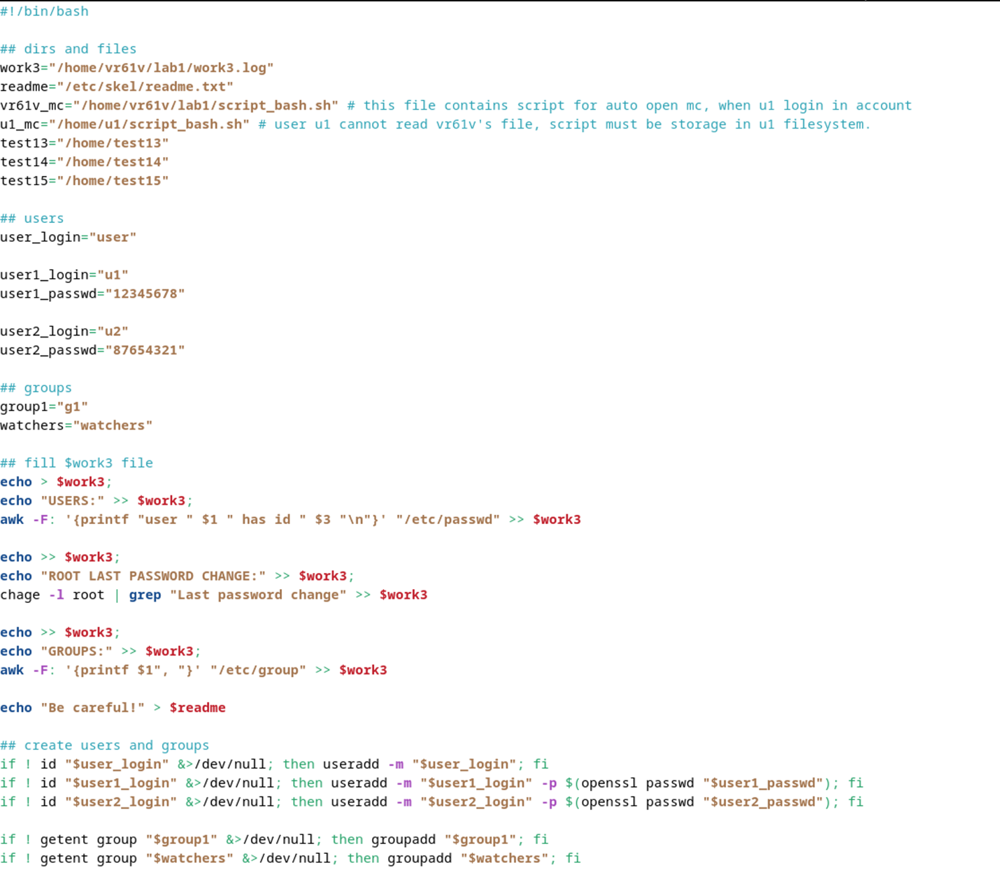 #!/bin/bash
## dirs and files
work3="/home/vr61v/lab1/work3.log"
readme="/etc/skel/readme.txt"
vr61v_mc="/home/vr61v/lab1/script_bash.sh" # this file contains script for auto open mc, when u1 login in account
u1_mc="/home/u1/script_bash.sh" # user u1 cannot read vr61v's file, script must be storage in u1 filesystem.
test13="/home/test13"
test14="/home/test14"
test15="/home/test15"
## users
user_login="user"
user1_login="u1"
user1_passwd="12345678"
user2_login="u2"
user2_passwd="87654321"
## groups
group1="g1"
watchers="watchers"
## fill $work3 file
echo > $work3;
echo "USERS:" >> $work3;
awk -F: '{printf "user " $1 " has id " $3 "\n"}' "/etc/passwd" >> $work3
echo >> $work3;
echo "ROOT LAST PASSWORD CHANGE:" >> $work3;
chage -l root | grep "Last password change" >> $work3
echo >> $work3;
echo "GROUPS:" >> $work3;
awk -F: '{printf $1", "}' "/etc/group" >> $work3
echo "Be careful!" > $readme
## create users and groups
if ! id "$user_login" &>/dev/null; then useradd -m "$user_login"; fi
if ! id "$user1_login" &>/dev/null; then useradd -m "$user1_login" -p $(openssl passwd "$user1_passwd"); fi
if ! id "$user2_login" &>/dev/null; then useradd -m "$user2_login" -p $(openssl passwd "$user2_passwd"); fi
if ! getent group "$group1" &>/dev/null; then groupadd "$group1"; fi
if ! getent group "$watchers" &>/dev/null; then groupadd "$watchers"; fi